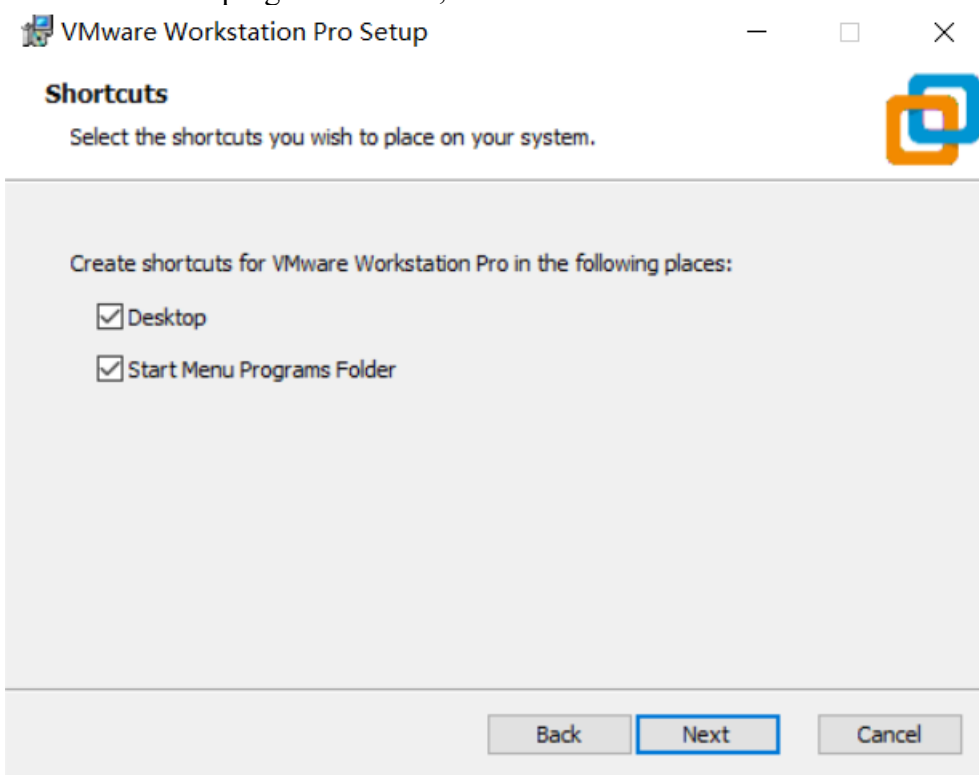 VMware Workstation Pro Setup
Shortcuts
Select the shortcuts you wish to place on your system.
Create shortcuts for VMware Workstation Pro in the following places:
Desktop
Start Menu Programs Folder
Back Next Cancel